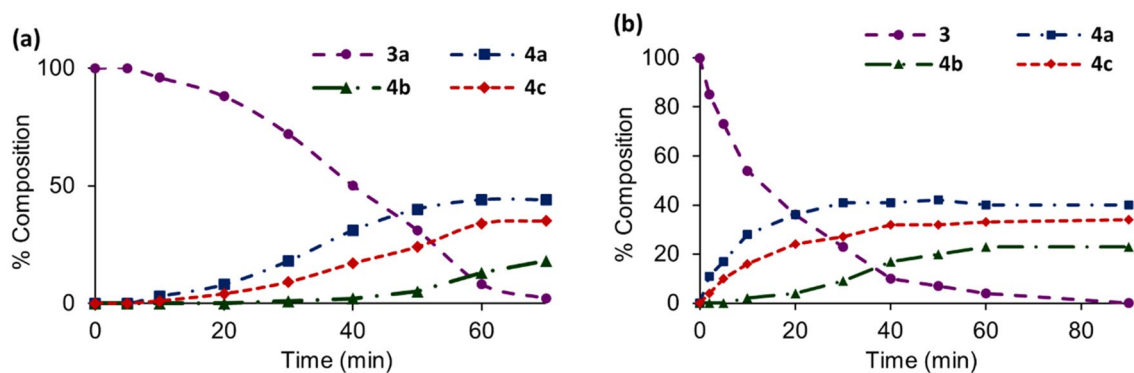 (a)
3a 4a
4b 4c
100
50
0
0 20 40 60
% Composition
Time (min)
(b)
3 4a
4b 4c
100
80
60
40
20
0
0 20 40 60 80
% Composition
Time (min)